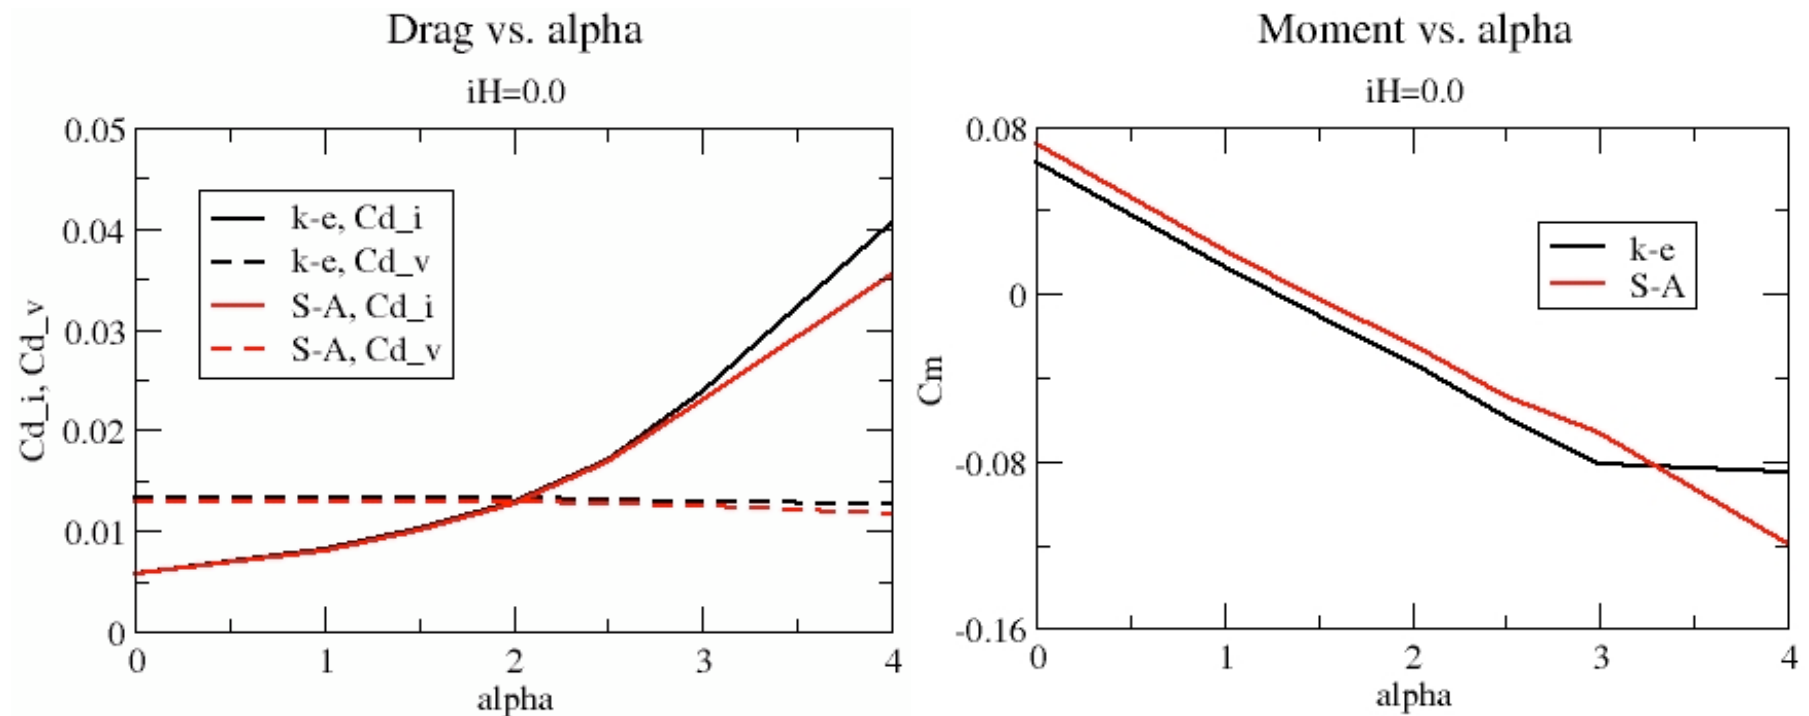 Drag vs. alpha
iH=0.0
0.05
0.04
0.03
0.02
0.01
0
Cd_i, Cd_v
k-e, Cd_i
k-e, Cd_v
S-A, Cd_i
S-A, Cd_v
0 1 2 3 4
alpha
Moment vs. alpha
iH=0.0
0.08
0
-0.08
-0.16
Cm
k-e
S-A
0 1 2 3 4
alpha